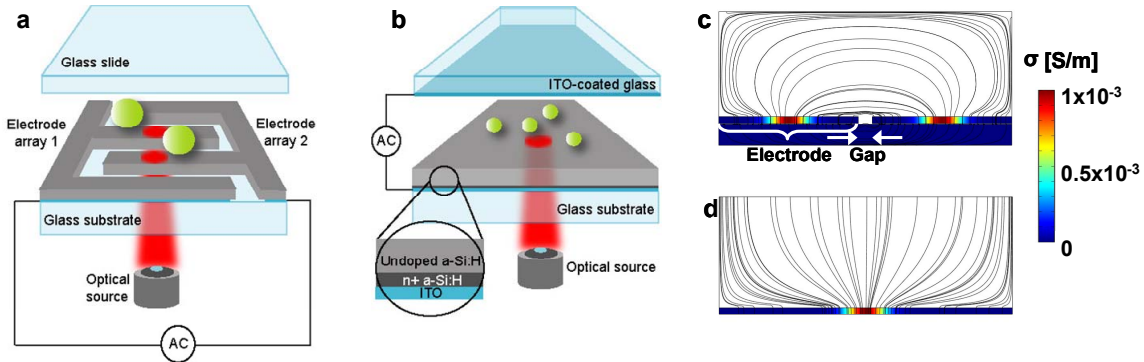 a
Glass slide
Electrode
array 1
Electrode
array 2
Glass substrate
Optical
source
AC
b
ITO-coated glass
AC
Glass substrate
Undoped a-Si:H
n+ a-Si:H
ITO
Optical source
c
Electrode
Gap
d
σ [S/m]
1x10⁻³
0.5x10⁻³
0